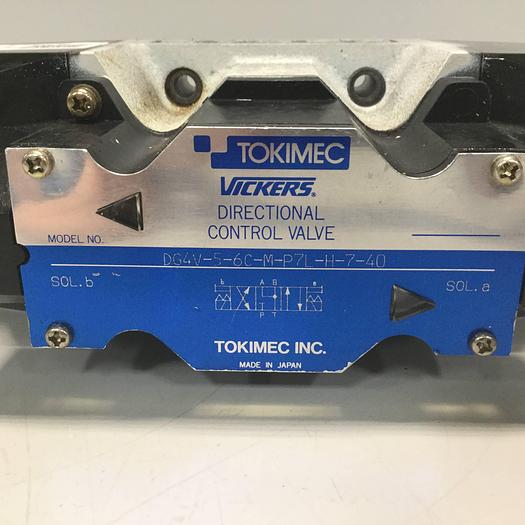 TOKIMEC
VICKERS®
DIRECTIONAL
CONTROL VALVE
MODEL NO.
DG4V-5-6C-M-P7L-H-7-40
SOL.b
SOL.a
b A B a
P T
TOKIMEC INC.
MADE IN JAPAN